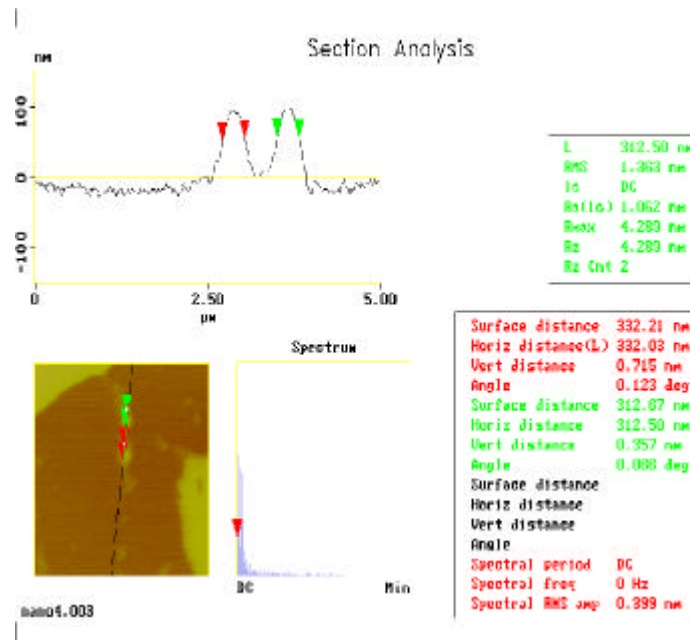 Section Analysis
nm
100
0
-100
0 2.50 5.00
µm
L 312.50 nm
RMS 1.363 nm
lc DC
Ra(lc) 1.062 nm
Rmax 4.289 nm
Rz 4.289 nm
Rz Cnt 2
Spectrum
DC Min
Surface distance 332.21 nm
Horiz distance(L) 332.03 nm
Vert distance 0.715 nm
Angle 0.123 deg
Surface distance 312.87 nm
Horiz distance 312.50 nm
Vert distance 0.357 nm
Angle deg
Surface distance
Horiz distance
Vert distance
Angle
Spectral period DC
Spectral freq 0 Hz
Spectral RMS amp 0.399 nm
nano4.003